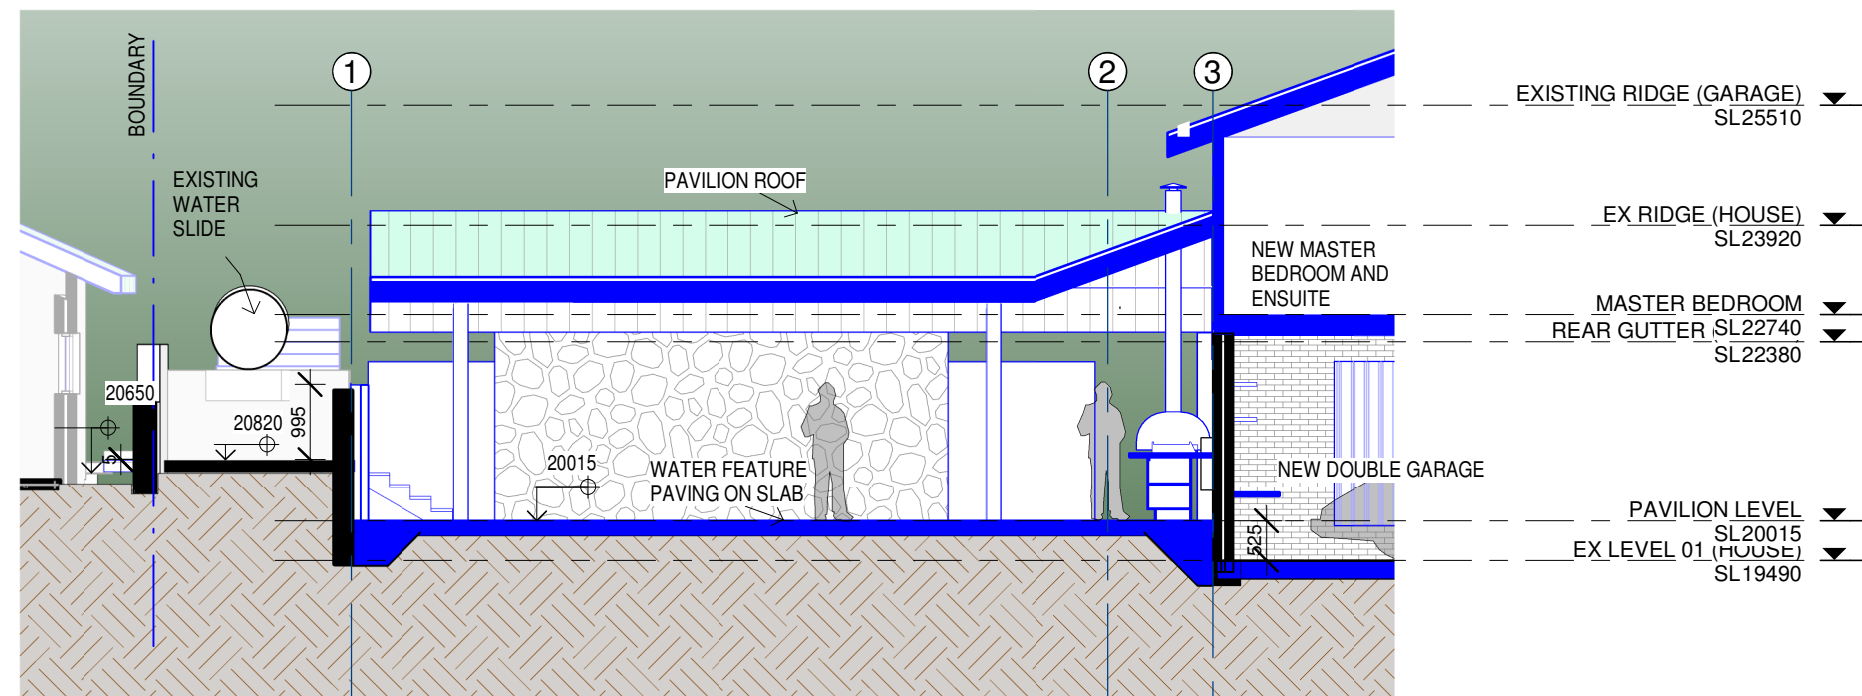 BOUNDARY
1
2
3
EXISTING RIDGE (GARAGE)
SL25510
EXISTING
WATER
SLIDE
PAVILION ROOF
EX RIDGE (HOUSE)
SL23920
NEW MASTER
BEDROOM AND
ENSUITE
MASTER BEDROOM
SL22740
REAR GUTTER (
SL22380
20650
20820
995
20015
WATER FEATURE
PAVING ON SLAB
NEW DOUBLE GARAGE
PAVILION LEVEL
SL20015
525
EX LEVEL 01 (HOUSE)
SL19490